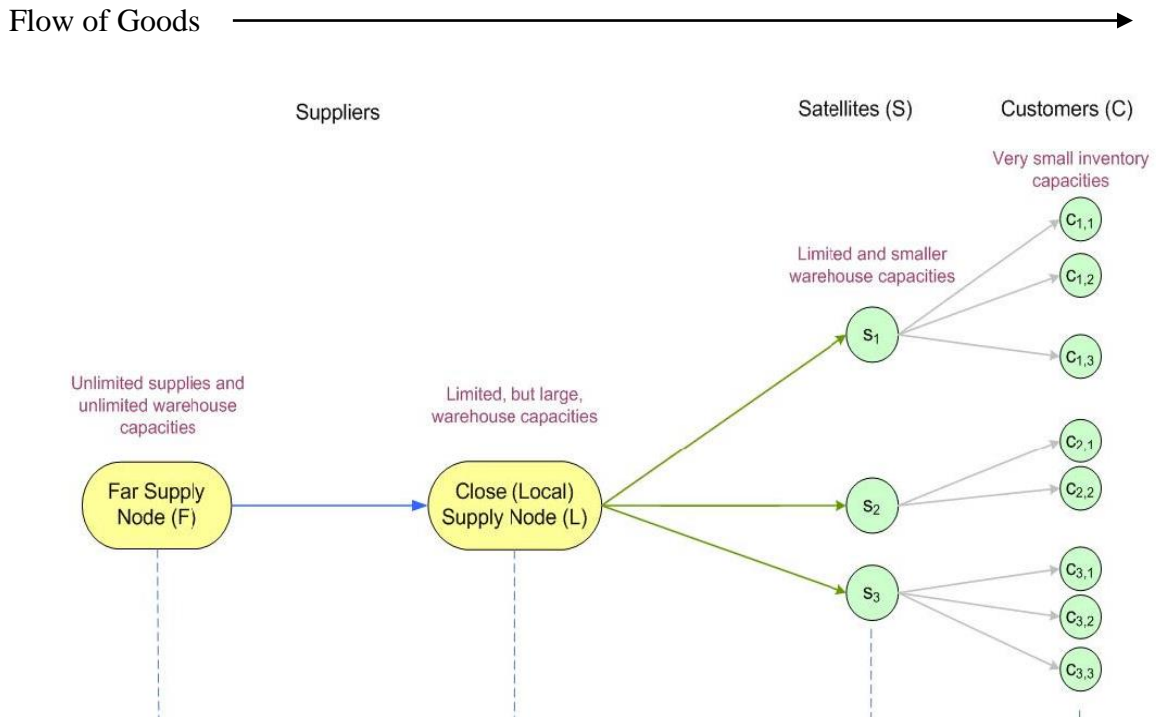 Flow of Goods
Suppliers
Satellites (S)
Customers (C)
Very small inventory
capacities
Limited and smaller
warehouse capacities
Unlimited supplies and
unlimited warehouse
capacities
Limited, but large,
warehouse capacities
Far Supply
Node (F)
Close (Local)
Supply Node (L)
s1
s2
s3
c1,1
c1,2
c1,3
c2,1
c2,2
c3,1
c3,2
c3,3